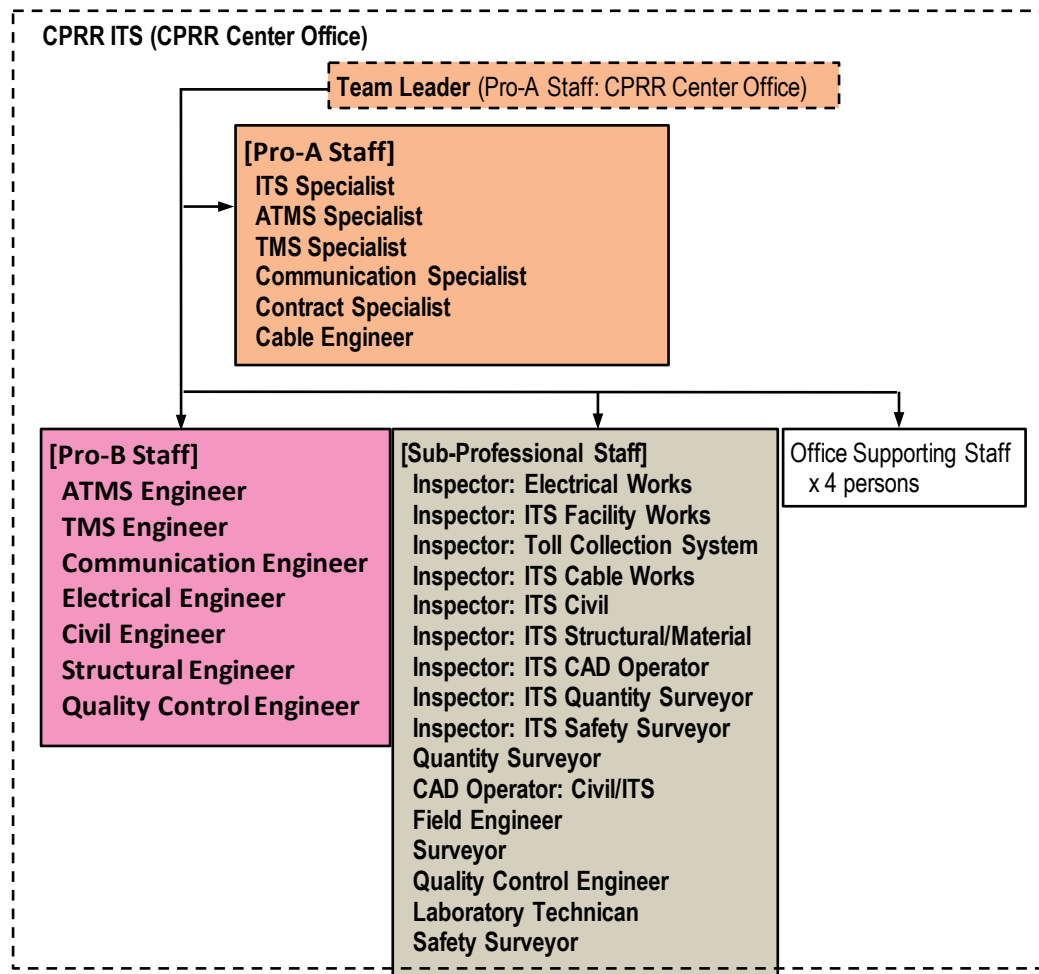 CPRR ITS (CPRR Center Office)
Team Leader (Pro-A Staff: CPRR Center Office)
[Pro-A Staff]
ITS Specialist
ATMS Specialist
TMS Specialist
Communication Specialist
Contract Specialist
Cable Engineer
[Pro-B Staff]
ATMS Engineer
TMS Engineer
Communication Engineer
Electrical Engineer
Civil Engineer
Structural Engineer
Quality Control Engineer
[Sub-Professional Staff]
Inspector: Electrical Works
Inspector: ITS Facility Works
Inspector: Toll Collection System
Inspector: ITS Cable Works
Inspector: ITS Civil
Inspector: ITS Structural/Material
Inspector: ITS CAD Operator
Inspector: ITS Quantity Surveyor
Inspector: ITS Safety Surveyor
Quantity Surveyor
CAD Operator: Civil/ITS
Field Engineer
Surveyor
Quality Control Engineer
Laboratory Technican
Safety Surveyor
Office Supporting Staff
x 4 persons